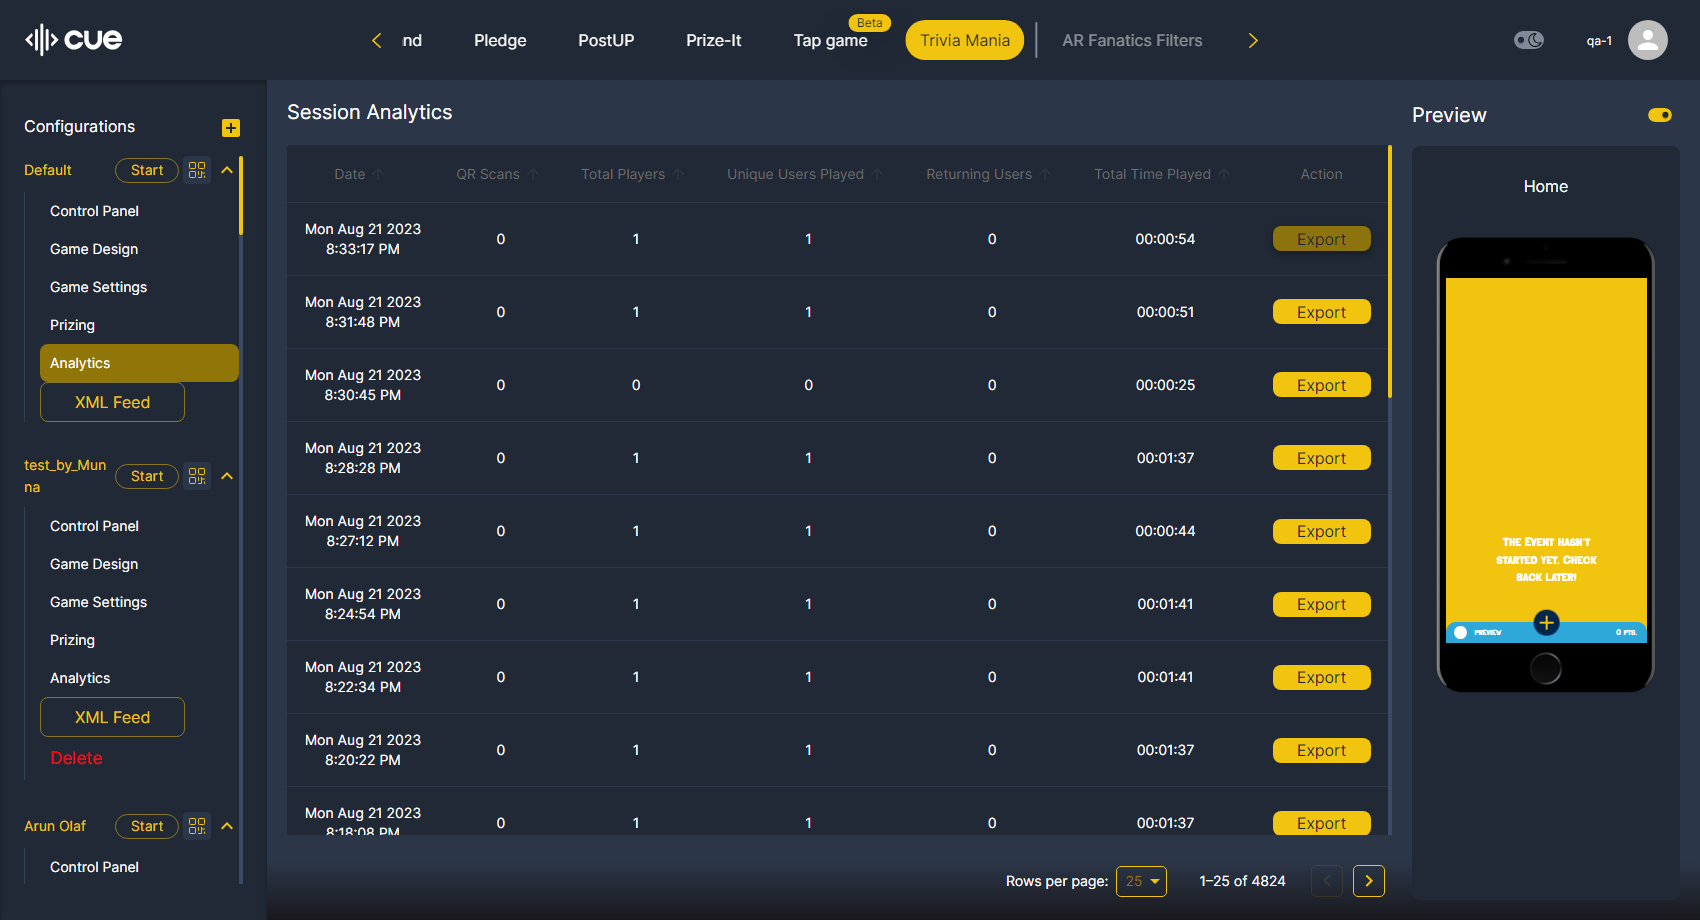 cue
nd
Pledge
PostUP
Prize-It
Tap game
Beta
Trivia Mania
AR Fanatics Filters
qa-1
Configurations
Default
Start
Control Panel
Game Design
Game Settings
Prizing
Analytics
XML Feed
test_by_Mun
na
Start
Control Panel
Game Design
Game Settings
Prizing
Analytics
XML Feed
Delete
Arun Olaf
Start
Control Panel
Session Analytics
Date QR Scans Total Players Unique Users Played Returning Users Total Time Played Action
Mon Aug 21 2023
8:33:17 PM 0 1 1 0 00:00:54 Export
Mon Aug 21 2023
8:31:48 PM 0 1 1 0 00:00:51 Export
Mon Aug 21 2023
8:30:45 PM 0 0 0 0 00:00:25 Export
Mon Aug 21 2023
8:28:28 PM 0 1 1 0 00:01:37 Export
Mon Aug 21 2023
8:27:12 PM 0 1 1 0 00:00:44 Export
Mon Aug 21 2023
8:24:54 PM 0 1 1 0 00:01:41 Export
Mon Aug 21 2023
8:22:34 PM 0 1 1 0 00:01:41 Export
Mon Aug 21 2023
8:20:22 PM 0 1 1 0 00:01:37 Export
Mon Aug 21 2023
8:18:08 PM 0 1 1 0 00:01:37 Export
Rows per page: 25 1–25 of 4824
Preview
Home
The Event hasn't
started yet. Check
back later!
PREVIEW
0 PTS.